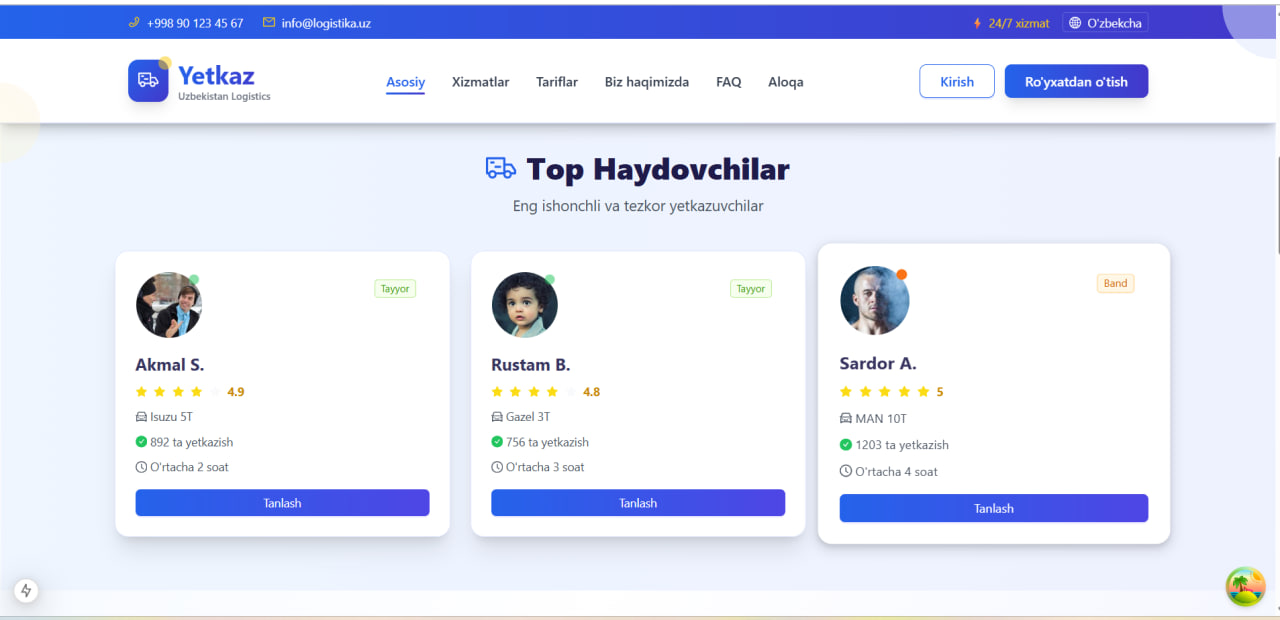 +998 90 123 45 67 info@logistika.uz 24/7 xizmat O'zbekcha
Yetkaz
Uzbekistan Logistics
Asosiy Xizmatlar Tariflar Biz haqimizda FAQ Aloqa Kirish Ro'yxatdan o'tish
Top Haydovchilar
Eng ishonchli va tezkor yetkazuvchilar
Tayyor
Akmal S.
4.9
Isuzu 5T
892 ta yetkazish
O'rtacha 2 soat
Tanlash
Tayyor
Rustam B.
4.8
Gazel 3T
756 ta yetkazish
O'rtacha 3 soat
Tanlash
Band
Sardor A.
5
MAN 10T
1203 ta yetkazish
O'rtacha 4 soat
Tanlash